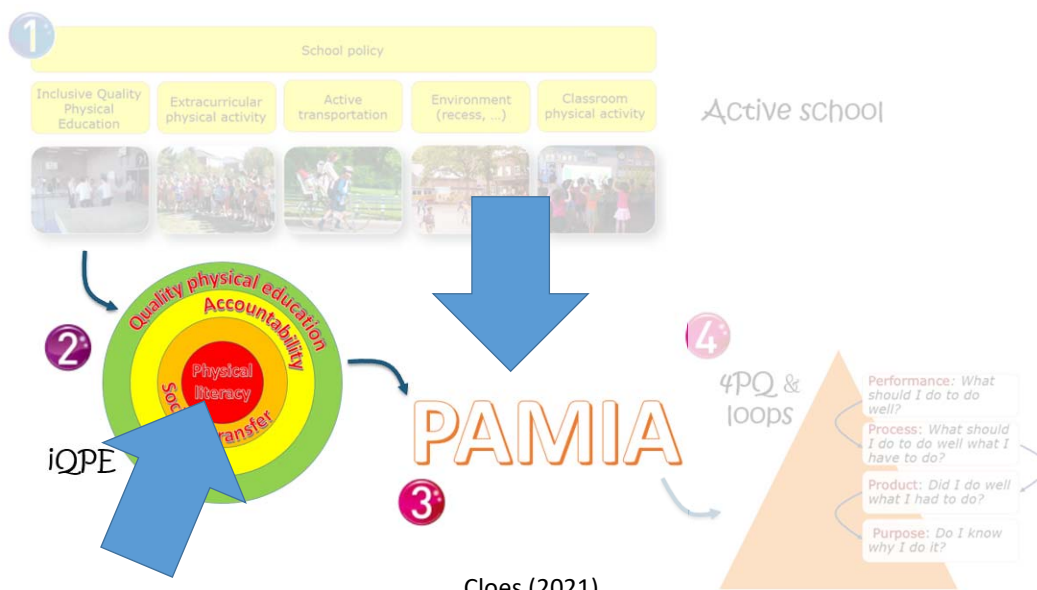 1
School policy
Inclusive Quality
Physical
Education
Extracurricular
physical activity
Active
transportation
Environment
(recess, ...)
Classroom
physical activity
Active school
2
Quality physical education
Accountability
Physical
literacy
iQPE
PAMIA
3
4
4PQ &
loops
Performance: What
should I do to do
well?
Process: What should
I do to do well what I
have to do?
Product: Did I do well
what I had to do?
Purpose: Do I know
why I do it?
Cloes (2021)